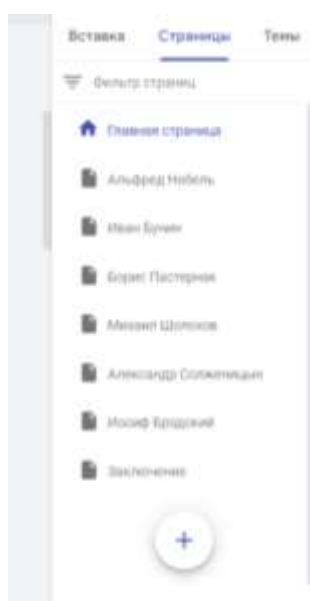 Вставка Страницы Темы
Фильтр страниц
Главная страница
Альфред Нобель
Иван Бунин
Борис Пастернак
Михаил Шолохов
Александр Солженицын
Иосиф Бродский
Заключение
+